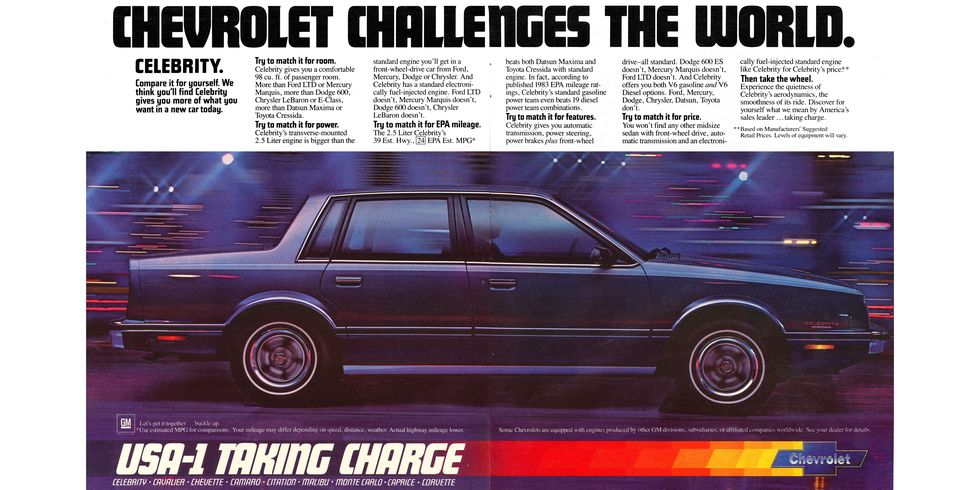 CHEVROLET CHALLENGES THE WORLD.
CELEBRITY.
Compare it for yourself. We
think you'll find Celebrity
gives you more of what you
want in a new car today.
Try to match it for room.
Celebrity gives you a comfortable
98 cu. ft. of passenger room.
More than Ford LTD or Mercury
Marquis, more than Dodge 600,
Chrysler LeBaron or E-Class,
more than Datsun Maxima or
Toyota Cressida.
Try to match it for power.
Celebrity's transverse-mounted
2.5 Liter engine is bigger than the
standard engine you'll get in a
front-wheel-drive car from Ford,
Mercury, Dodge or Chrysler. And
Celebrity has a standard electroni-
cally fuel-injected engine. Ford LTD
doesn't, Mercury Marquis doesn't,
Dodge 600 doesn't, Chrysler
LeBaron doesn't.
Try to match it for EPA mileage.
The 2.5 Liter Celebrity's
39 Est. Hwy., 24 EPA Est. MPG*
beats both Datsun Maxima and
Toyota Cressida with standard
engine. In fact, according to
published 1983 EPA mileage rat-
ings, Celebrity's standard gasoline
power team even beats 19 diesel
power team combinations.
Try to match it for features.
Celebrity gives you automatic
transmission, power steering,
power brakes plus front-wheel
drive–all standard. Dodge 600 ES
doesn't, Mercury Marquis doesn't,
Ford LTD doesn't. And Celebrity
offers you both V6 gasoline and V6
Diesel options. Ford, Mercury,
Dodge, Chrysler, Datsun, Toyota
don't.
Try to match it for price.
You won't find any other midsize
sedan with front-wheel drive, auto-
matic transmission and an electroni-
cally fuel-injected standard engine
like Celebrity for Celebrity's price**
Then take the wheel.
Experience the quietness of
Celebrity's aerodynamics, the
smoothness of its ride. Discover for
yourself what we mean by America's
sales leader ... taking charge.
**Based on Manufacturers' Suggested
Retail Prices. Levels of equipment will vary.
CELEBRITY
GM
Let's get it together ... buckle up.
*Use estimated MPG for comparisons. Your mileage may differ depending on speed, distance, weather. Actual highway mileage lower.
Some Chevrolets are equipped with engines produced by other GM divisions, subsidiaries, or affiliated companies worldwide. See your dealer for details.
USA-1 TAKING CHARGE
Chevrolet
CELEBRITY • CAVALIER • CHEVETTE • CAMARO • CITATION • MALIBU • MONTE CARLO • CAPRICE • CORVETTE